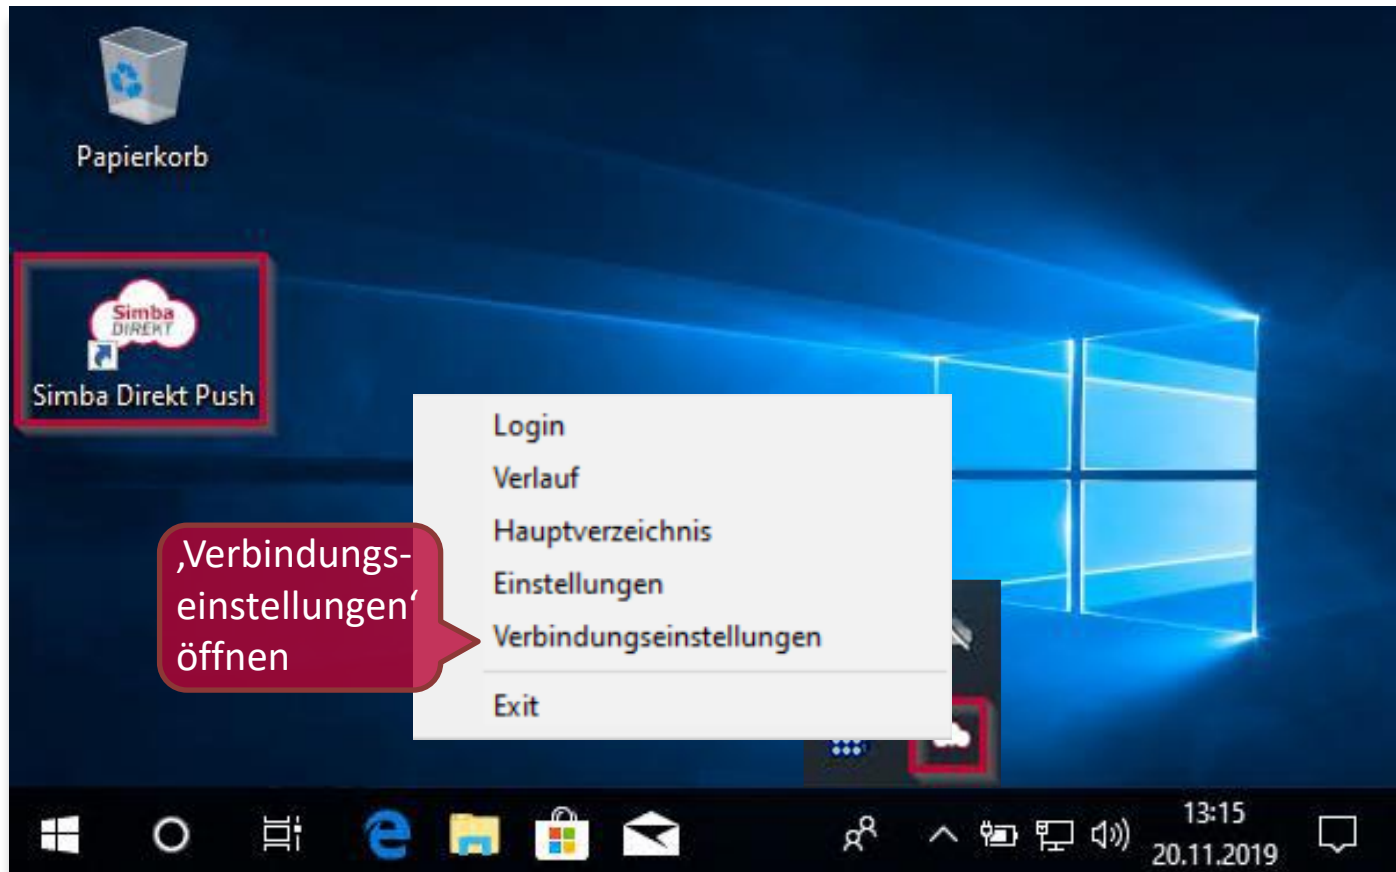 Papierkorb
Simba
DIREKT
Simba Direkt Push
Login
Verlauf
Hauptverzeichnis
Einstellungen
Verbindungseinstellungen
Exit
‚Verbindungs-
einstellungen‘
öffnen
13:15
20.11.2019